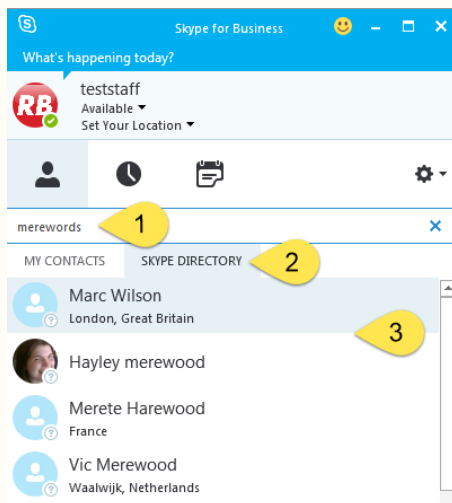 Skype for Business
What's happening today?
RB
teststaff
Available
Set Your Location
merewords
1
MY CONTACTS SKYPE DIRECTORY
2
Marc Wilson
London, Great Britain
3
Hayley merewood
Merete Harewood
France
Vic Merewood
Waalwijk, Netherlands